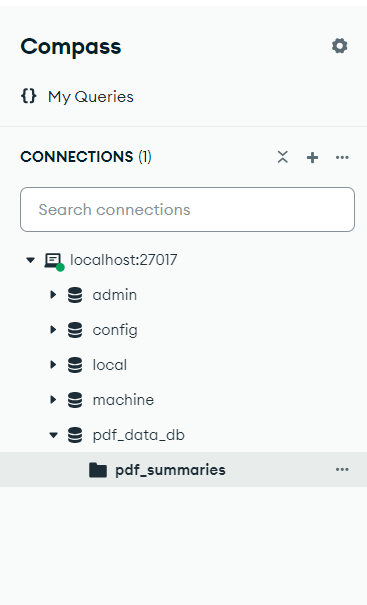 Compass
{} My Queries
CONNECTIONS (1)
Search connections
localhost:27017
admin
config
local
machine
pdf_data_db
pdf_summaries